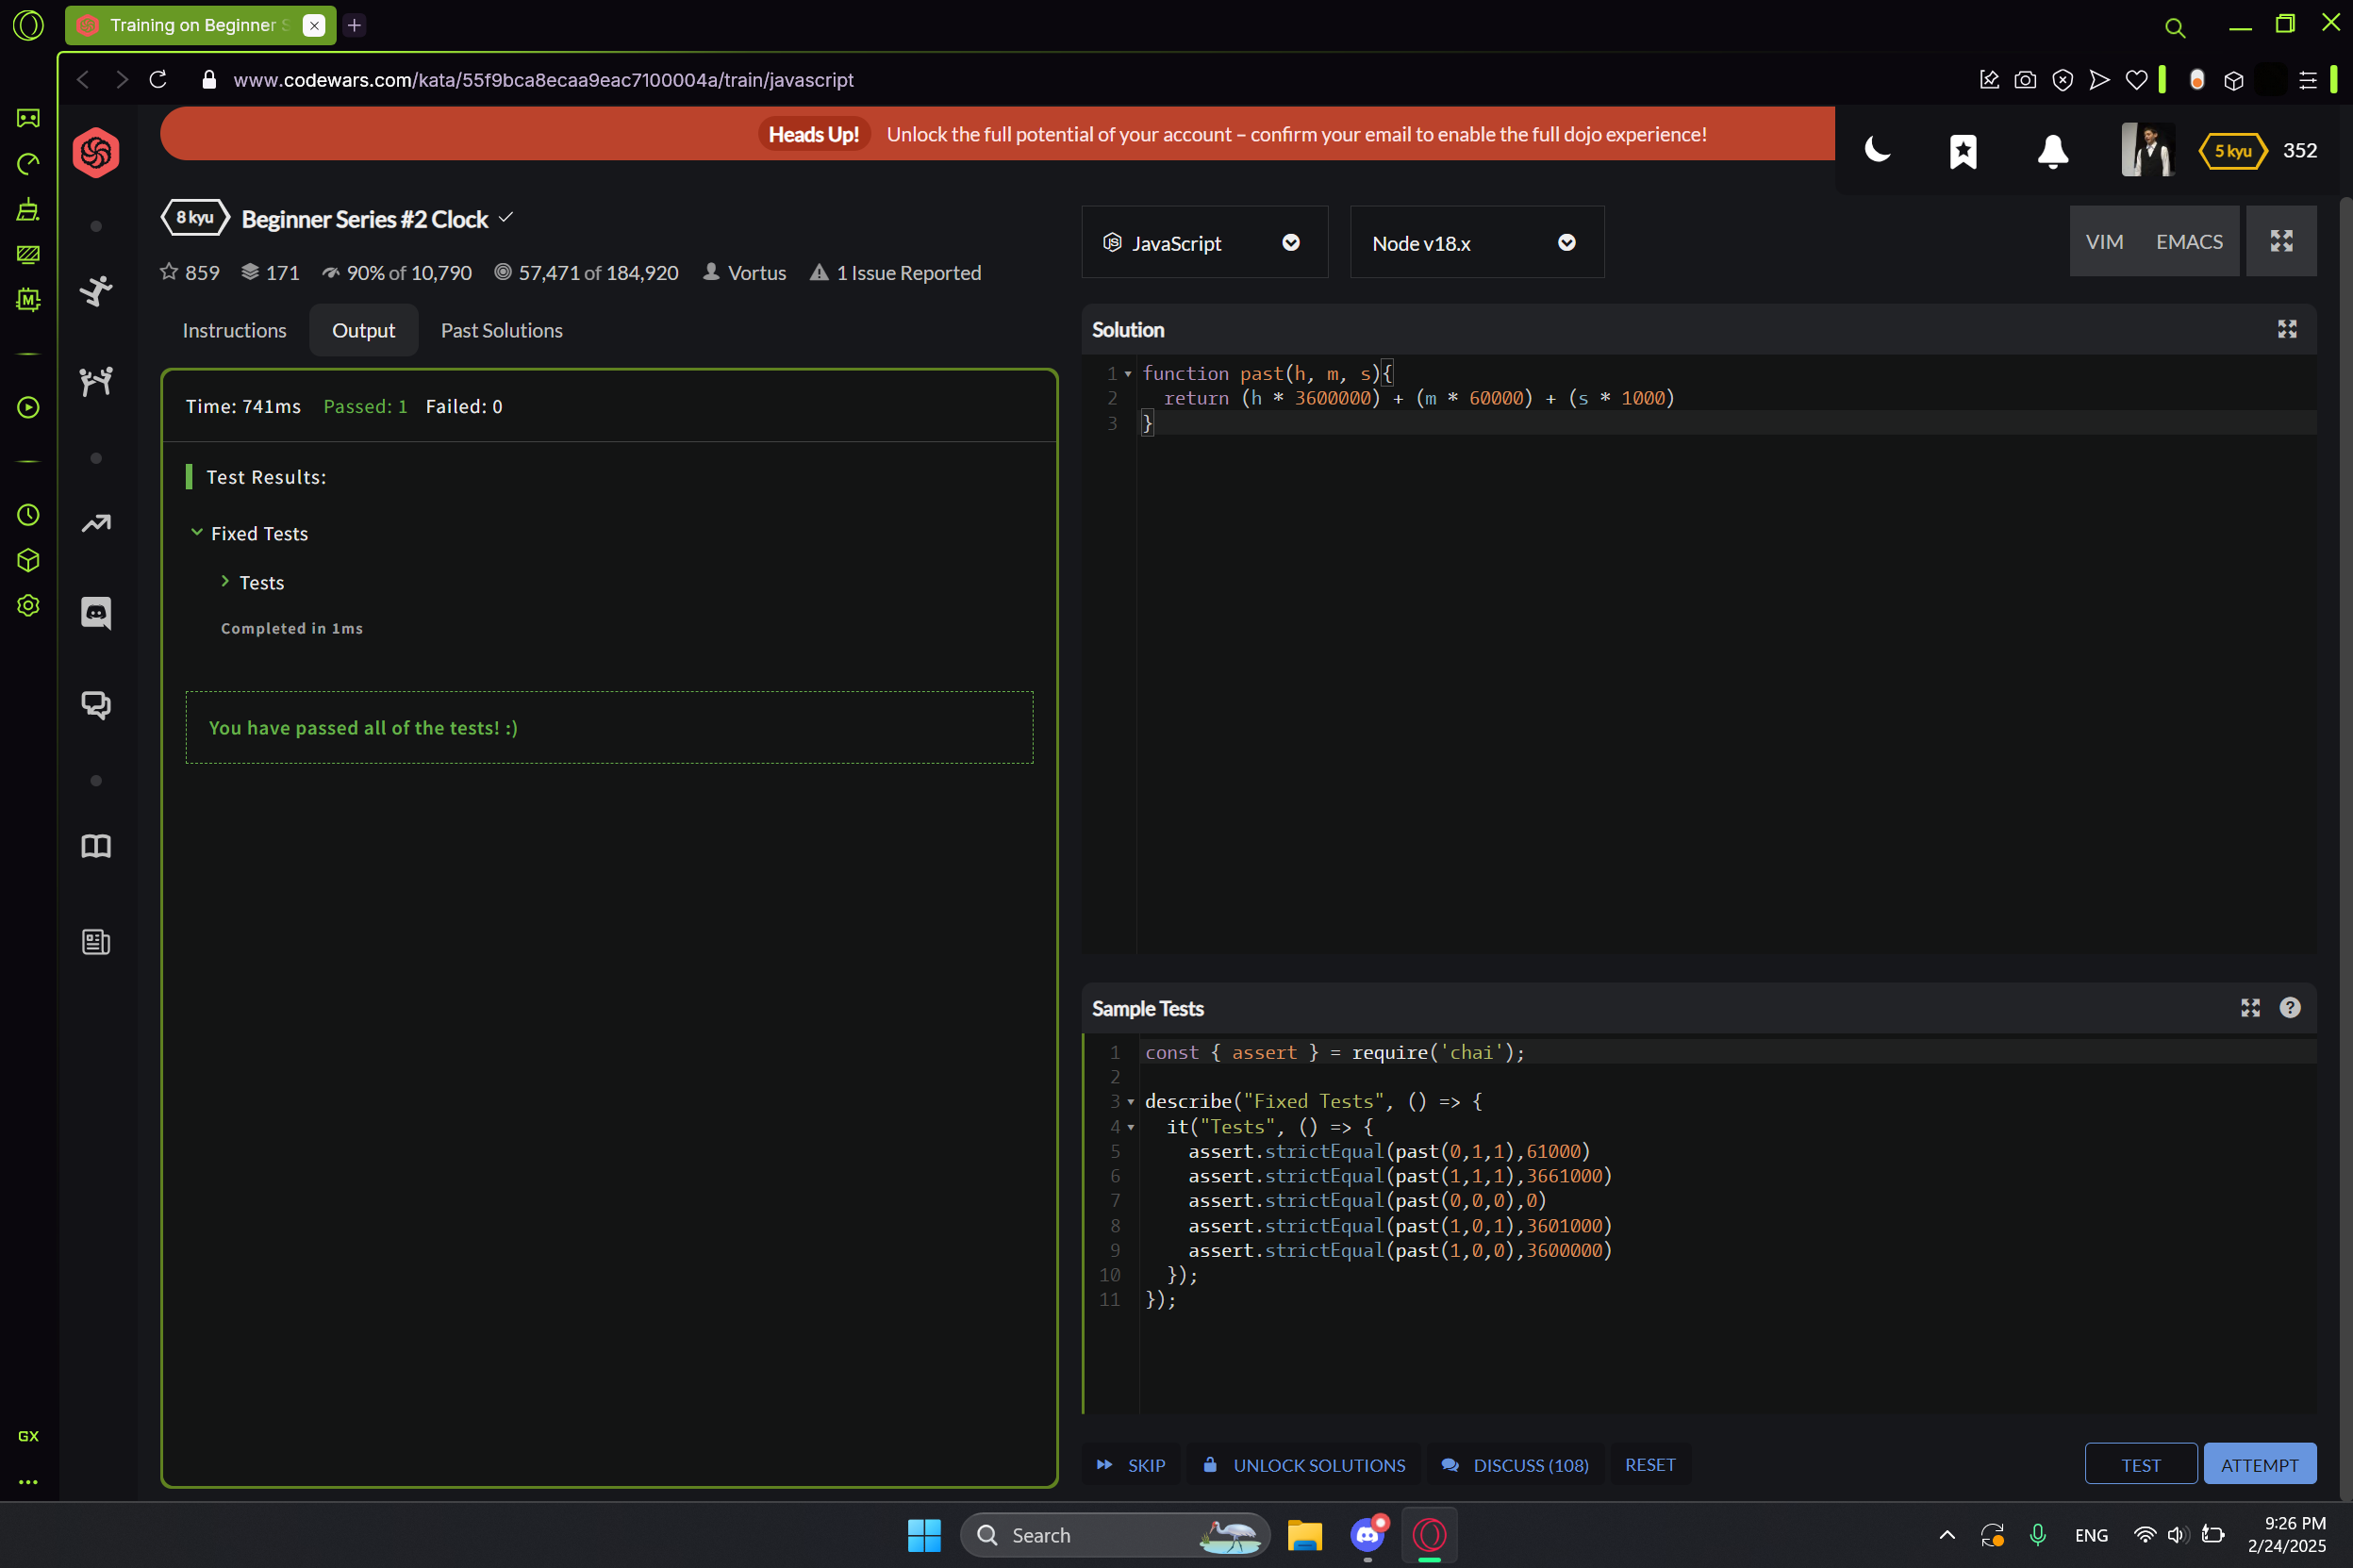 Training on Beginner S
www.codewars.com/kata/55f9bca8ecaa9eac7100004a/train/javascript
Heads Up! Unlock the full potential of your account – confirm your email to enable the full dojo experience!
5 kyu 352
8 kyu Beginner Series #2 Clock
859 171 90% of 10,790 57,471 of 184,920 Vortus 1 Issue Reported
JavaScript
Node v18.x
VIM EMACS
Instructions Output Past Solutions
Time: 741ms Passed: 1 Failed: 0
Test Results:
Fixed Tests
Tests
Completed in 1ms
You have passed all of the tests! :)
Solution
1 function past(h, m, s){
2 return (h * 3600000) + (m * 60000) + (s * 1000)
3 }
Sample Tests
1 const { assert } = require('chai');
2
3 describe("Fixed Tests", () => {
4 it("Tests", () => {
5 assert.strictEqual(past(0,1,1),61000)
6 assert.strictEqual(past(1,1,1),3661000)
7 assert.strictEqual(past(0,0,0),0)
8 assert.strictEqual(past(1,0,1),3601000)
9 assert.strictEqual(past(1,0,0),3600000)
10 });
11 });
SKIP UNLOCK SOLUTIONS DISCUSS (108) RESET
TEST ATTEMPT
M
GX
Search
ENG
9:26 PM
2/24/2025